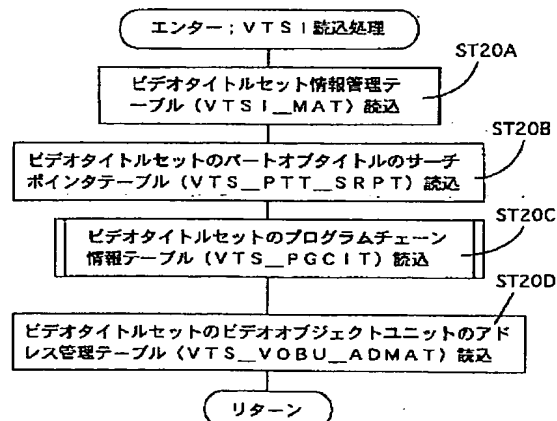 エンター；ＶＴＳＩ読込処理
ST20A
ビデオタイトルセット情報管理テ
ーブル（ＶＴＳＩ＿ＭＡＴ）読込
ST20B
ビデオタイトルセットのパートオブタイトルのサーチ
ポインタテーブル（ＶＴＳ＿ＰＴＴ＿ＳＲＰＴ）読込
ST20C
ビデオタイトルセットのプログラムチェーン
情報テーブル（ＶＴＳ＿ＰＧＣＩＴ）読込
ST20D
ビデオタイトルセットのビデオオブジェクトユニットのアド
レス管理テーブル（ＶＴＳ＿ＶＯＢＵ＿ＡＤＭＡＴ）読込
リターン